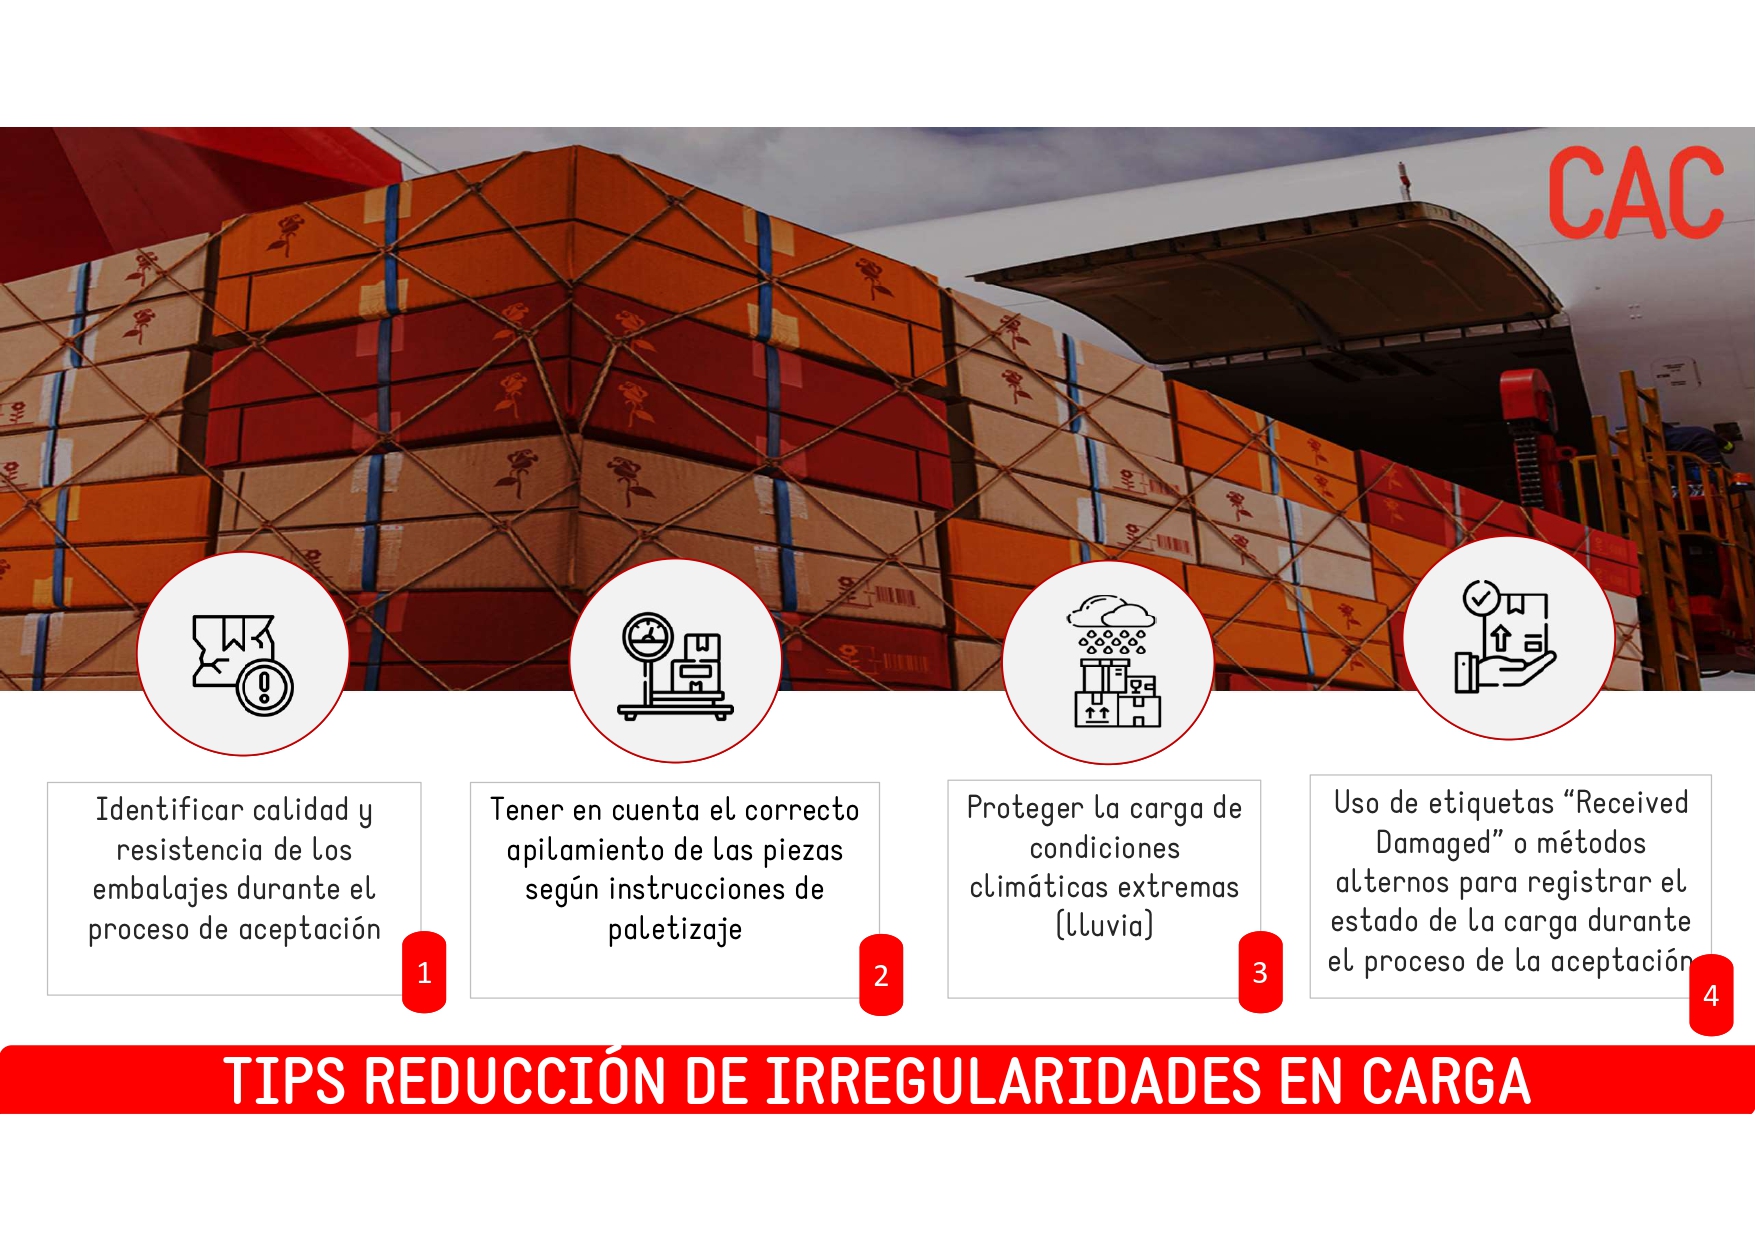 CAC
Identificar calidad y
resistencia de los
embalajes durante el
proceso de aceptación
1
Tener en cuenta el correcto
apilamiento de las piezas
según instrucciones de
paletizaje
2
Proteger la carga de
condiciones
climáticas extremas
(lluvia)
3
Uso de etiquetas “Received
Damaged” o métodos
alternos para registrar el
estado de la carga durante
el proceso de la aceptación
4
TIPS REDUCCIÓN DE IRREGULARIDADES EN CARGA